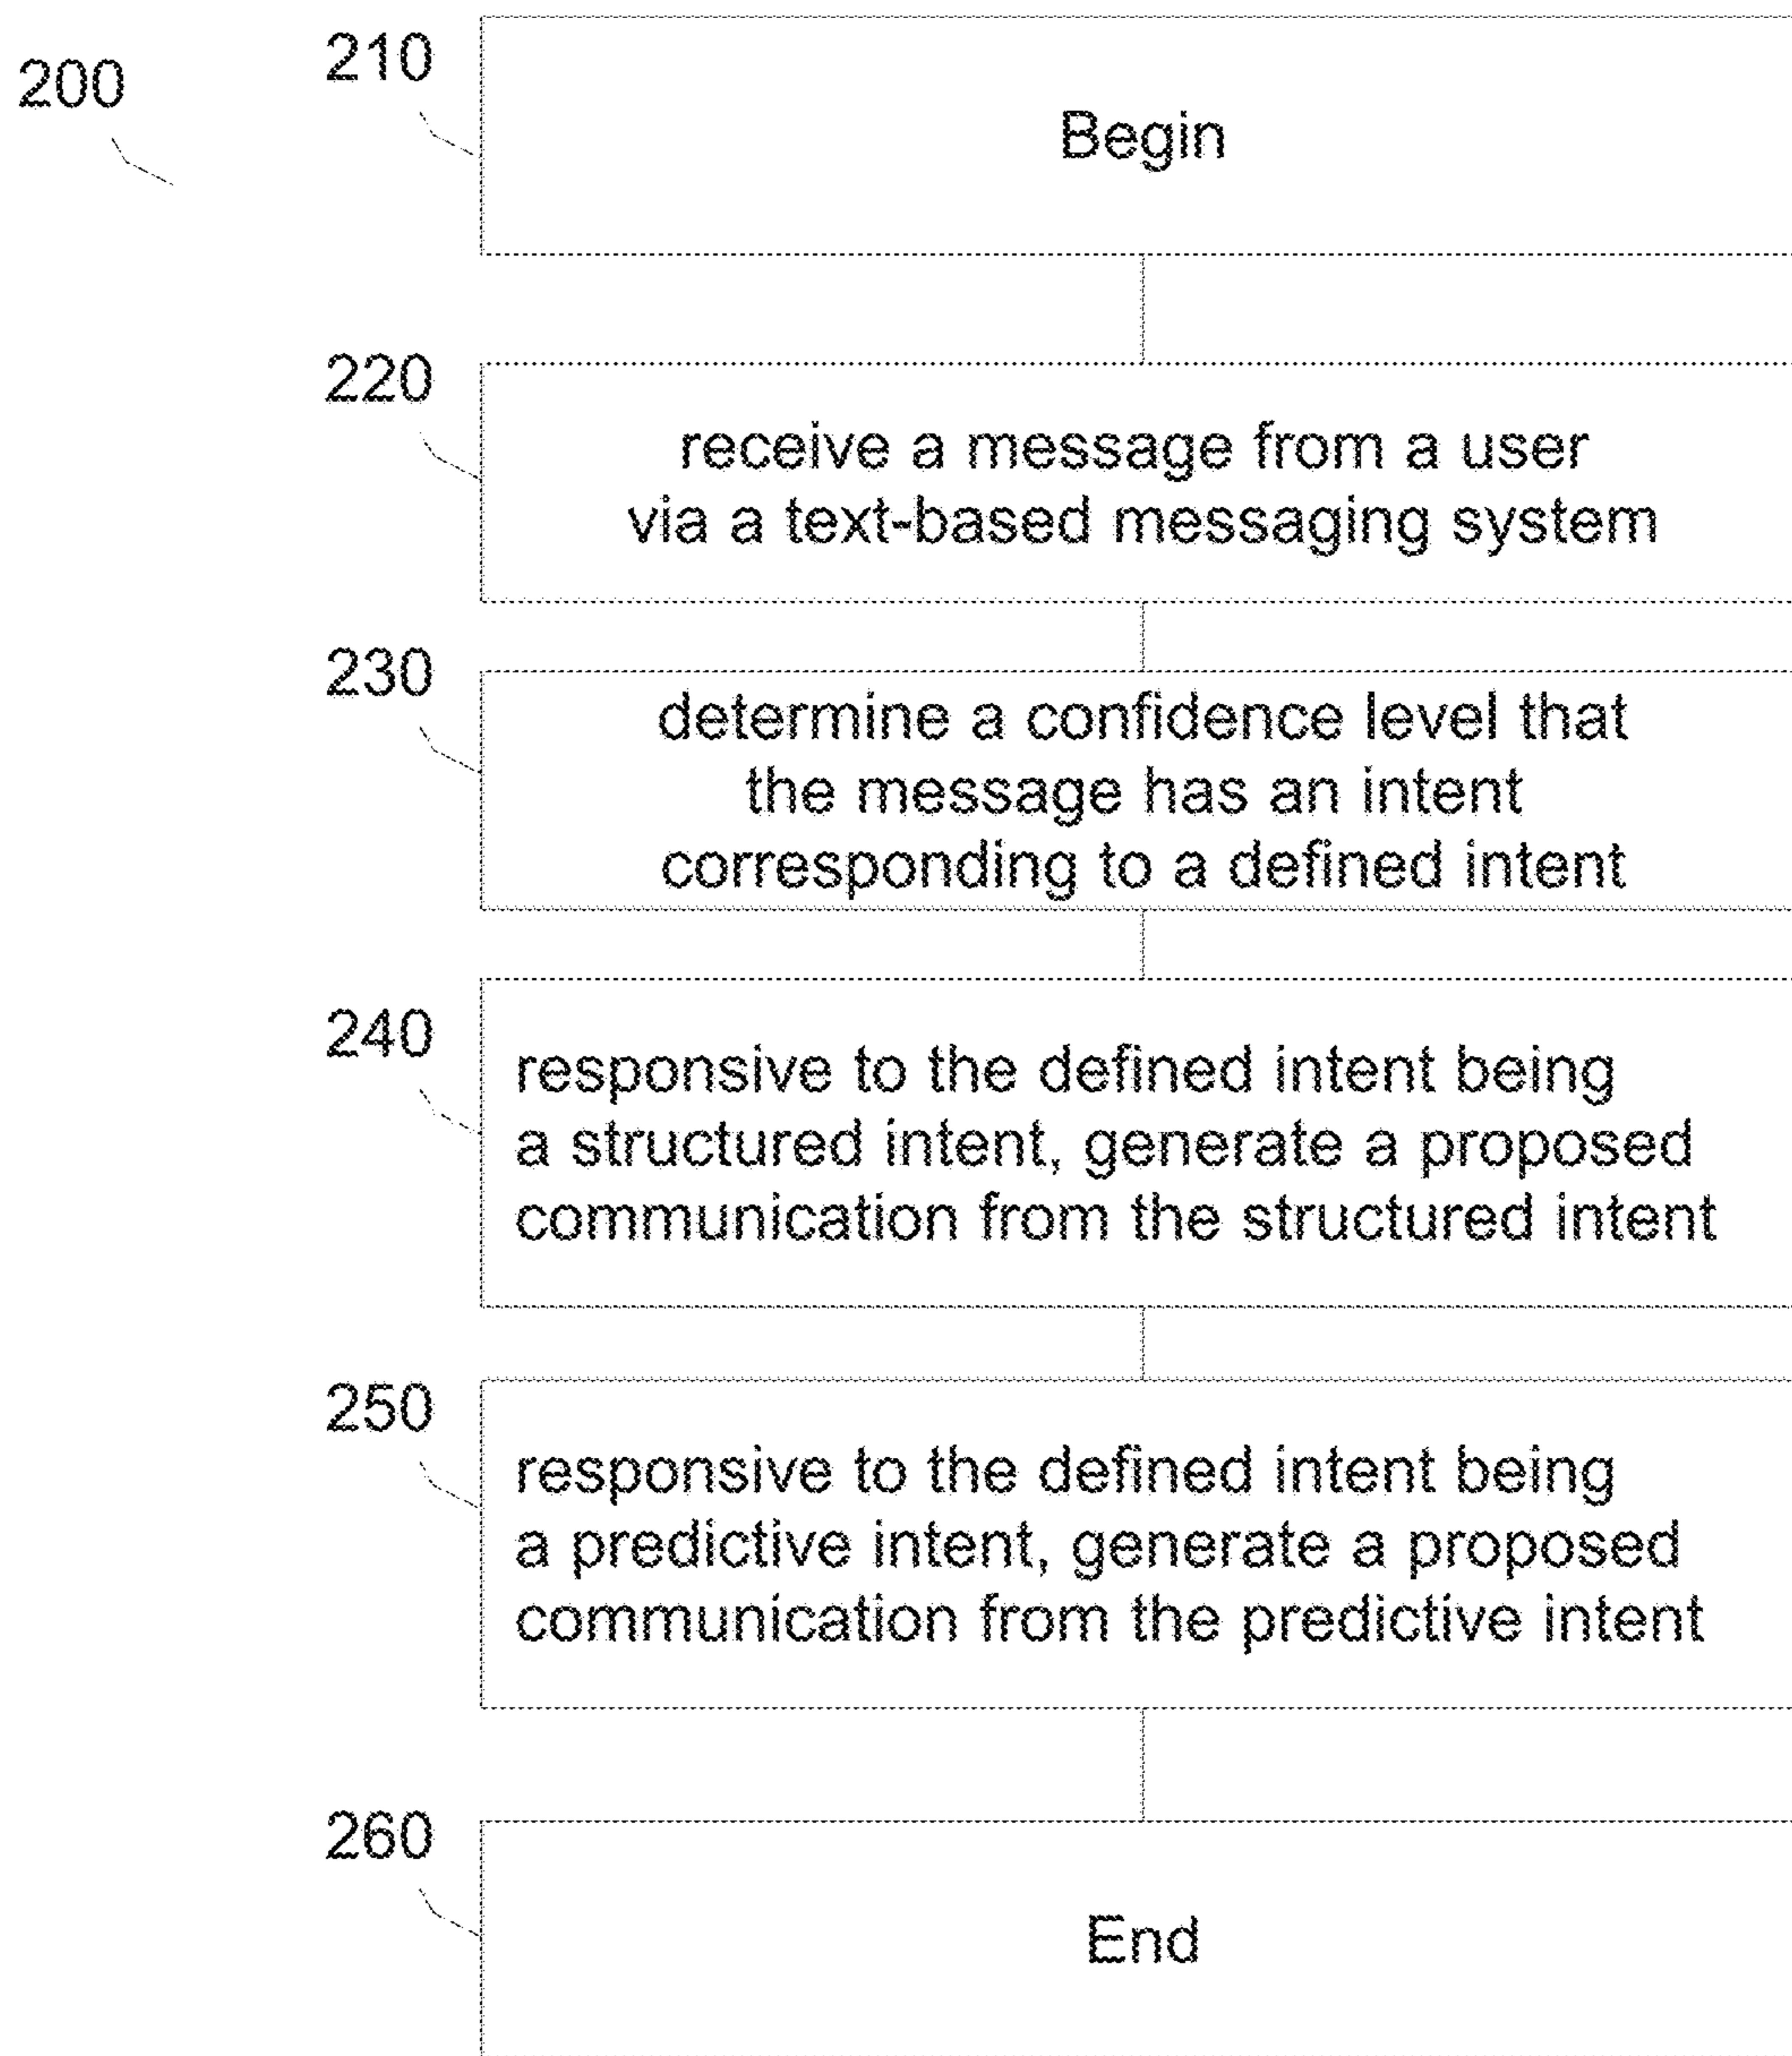 200
210
Begin
220
receive a message from a user
via a text-based messaging system
230
determine a confidence level that
the message has an intent
corresponding to a defined intent
240
responsive to the defined intent being
a structured intent, generate a proposed
communication from the structured intent
250
responsive to the defined intent being
a predictive intent, generate a proposed
communication from the predictive intent
260
End